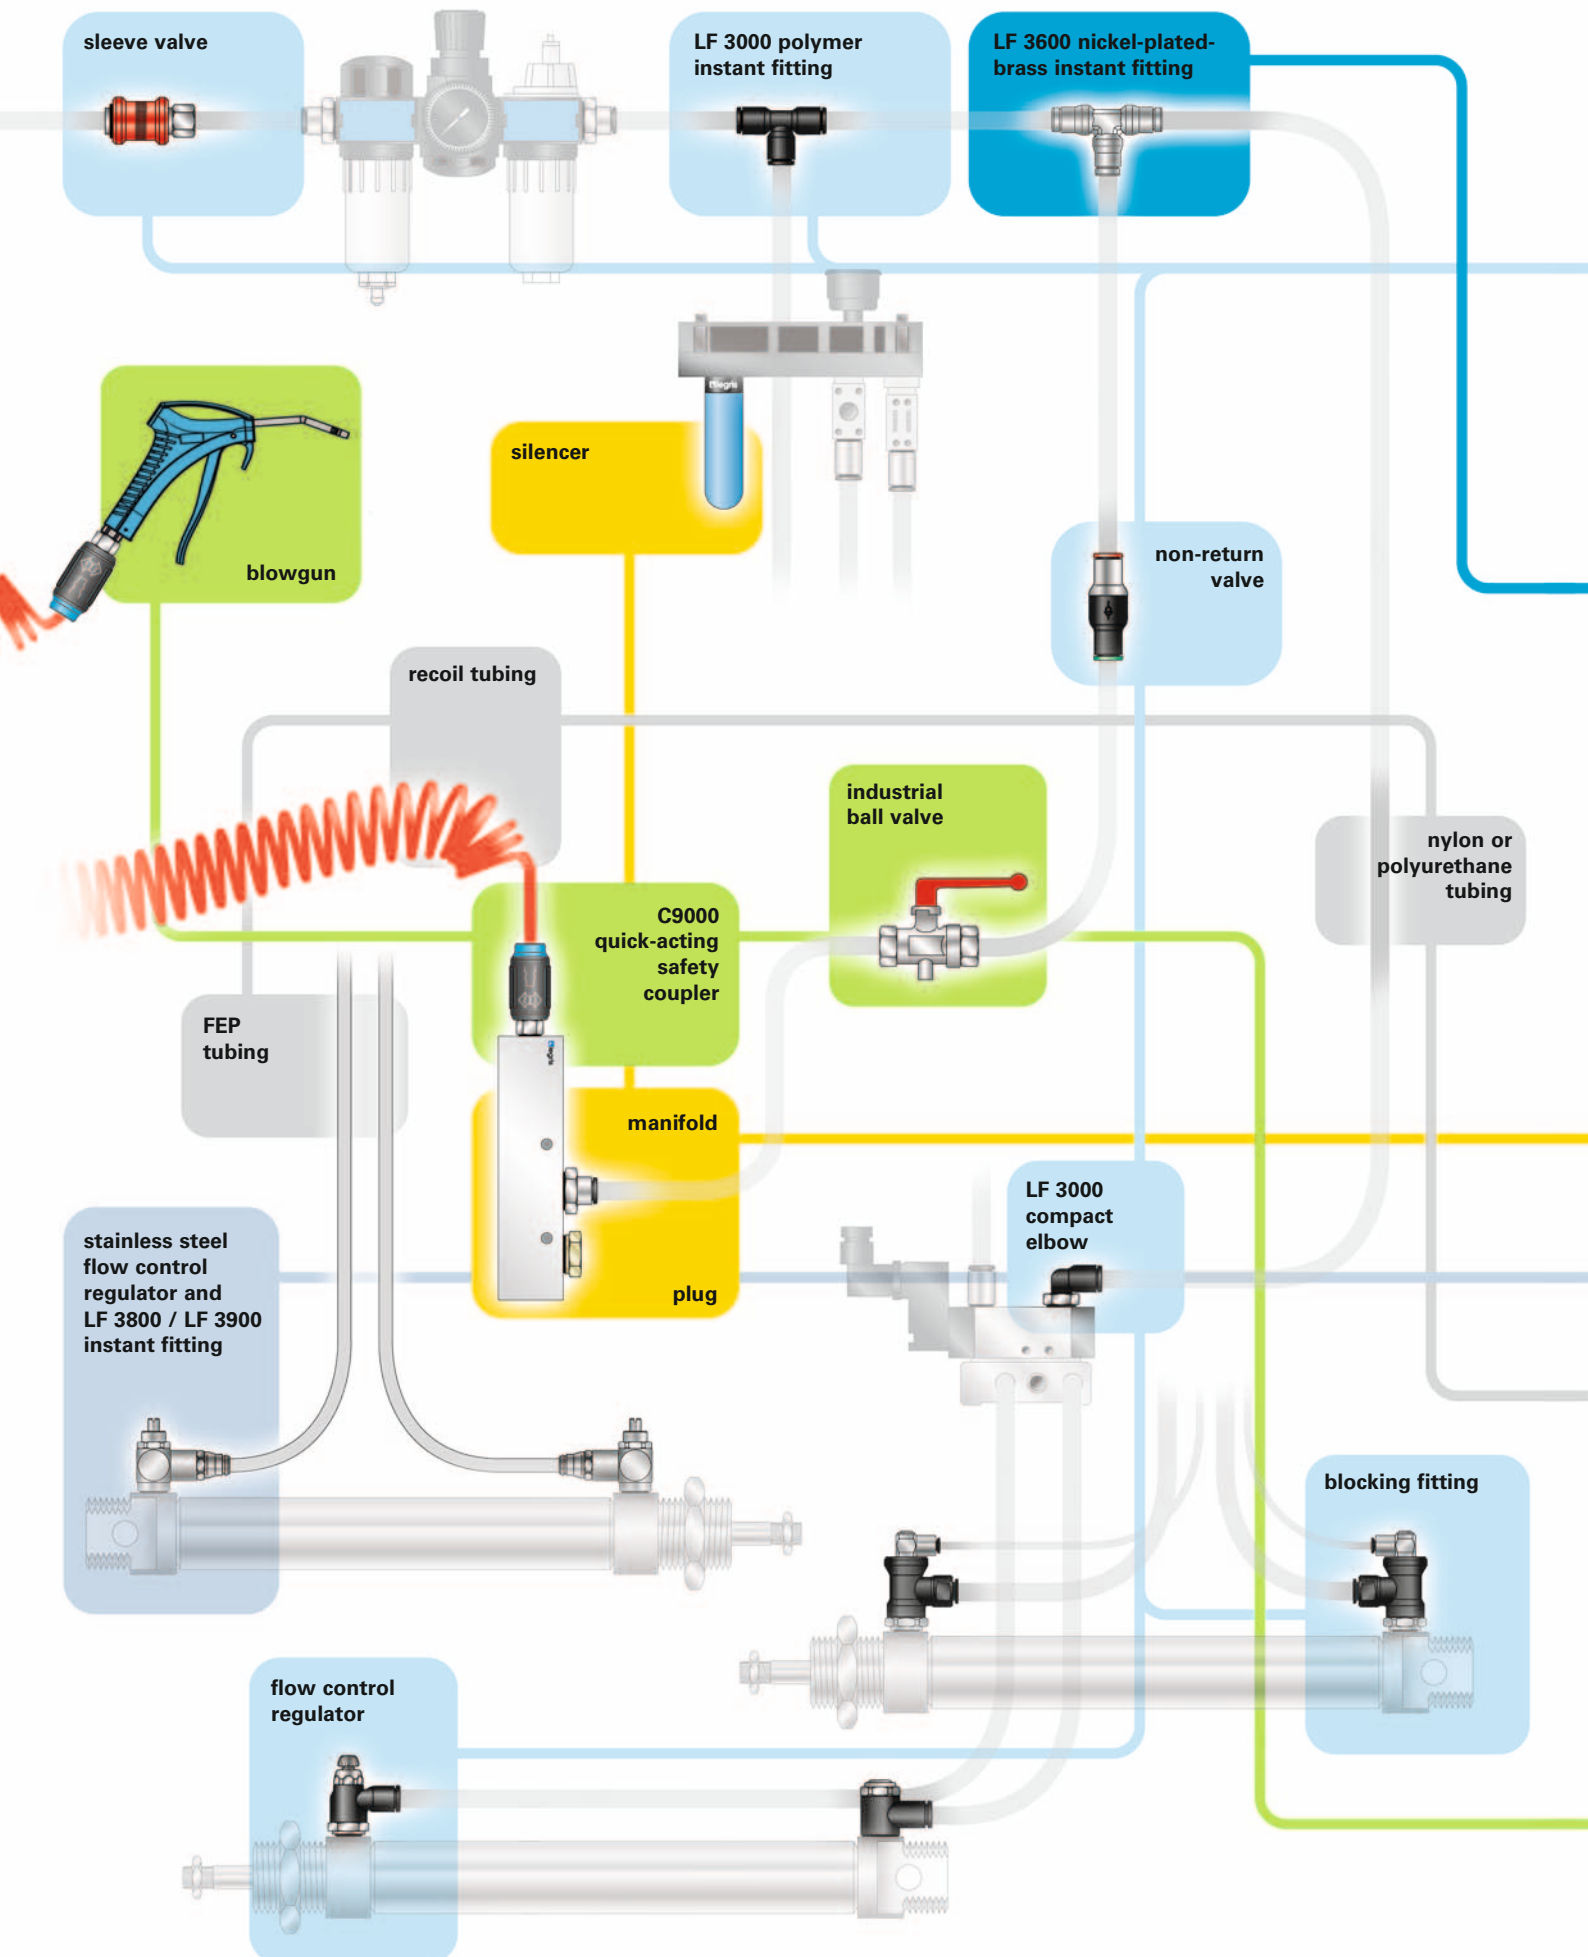 sleeve valve
LF 3000 polymer
instant fitting
LF 3600 nickel-plated-
brass instant fitting
legris
silencer
blowgun
non-return
valve
recoil tubing
industrial
ball valve
nylon or
polyurethane
tubing
C9000
quick-acting
safety
coupler
FEP
tubing
legris
manifold
plug
LF 3000
compact
elbow
stainless steel
flow control
regulator and
LF 3800 / LF 3900
instant fitting
blocking fitting
flow control
regulator